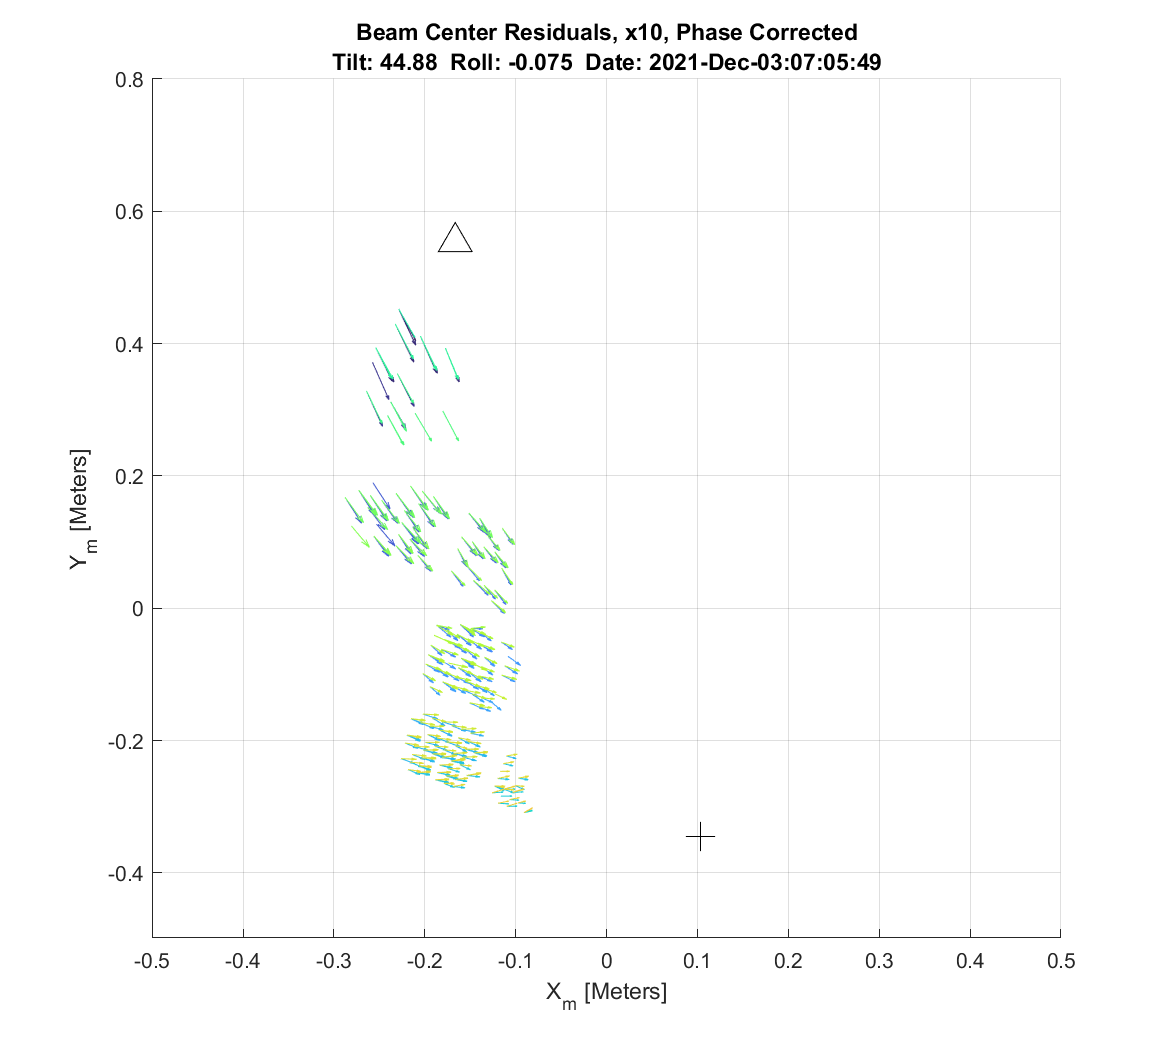 Beam Center Residuals, x10, Phase Corrected
Tilt: 44.88  Roll: -0.075  Date: 2021-Dec-03:07:05:49
0.8
0.6
0.4
0.2
0
-0.2
-0.4
Y_m [Meters]
-0.5 -0.4 -0.3 -0.2 -0.1 0 0.1 0.2 0.3 0.4 0.5
X_m [Meters]